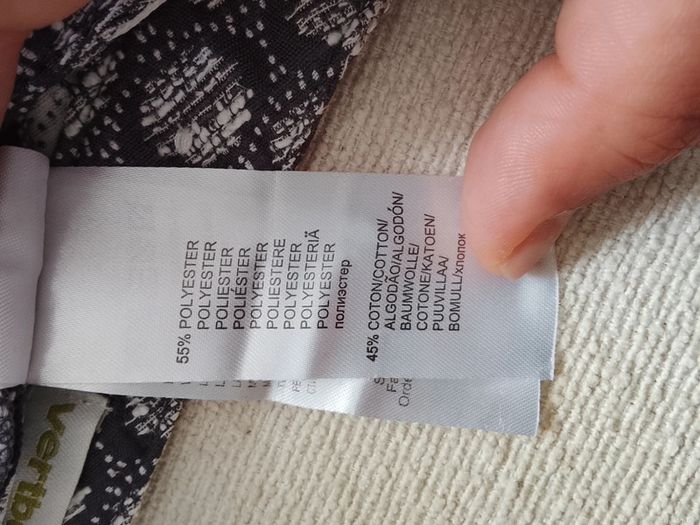 55% POLYESTER
POLYESTER
POLIÉSTER
POLIÉSTER
POLYESTER
POLIESTERE
POLYESTER
POLYESTERIÄ
POLYESTER
полиэстер
45% COTON/COTTON/
ALGODÃO/ALGODÓN/
BAUMWOLLE/
COTONE/KATOEN/
PUUVILLAA/
BOMULL/хлопок